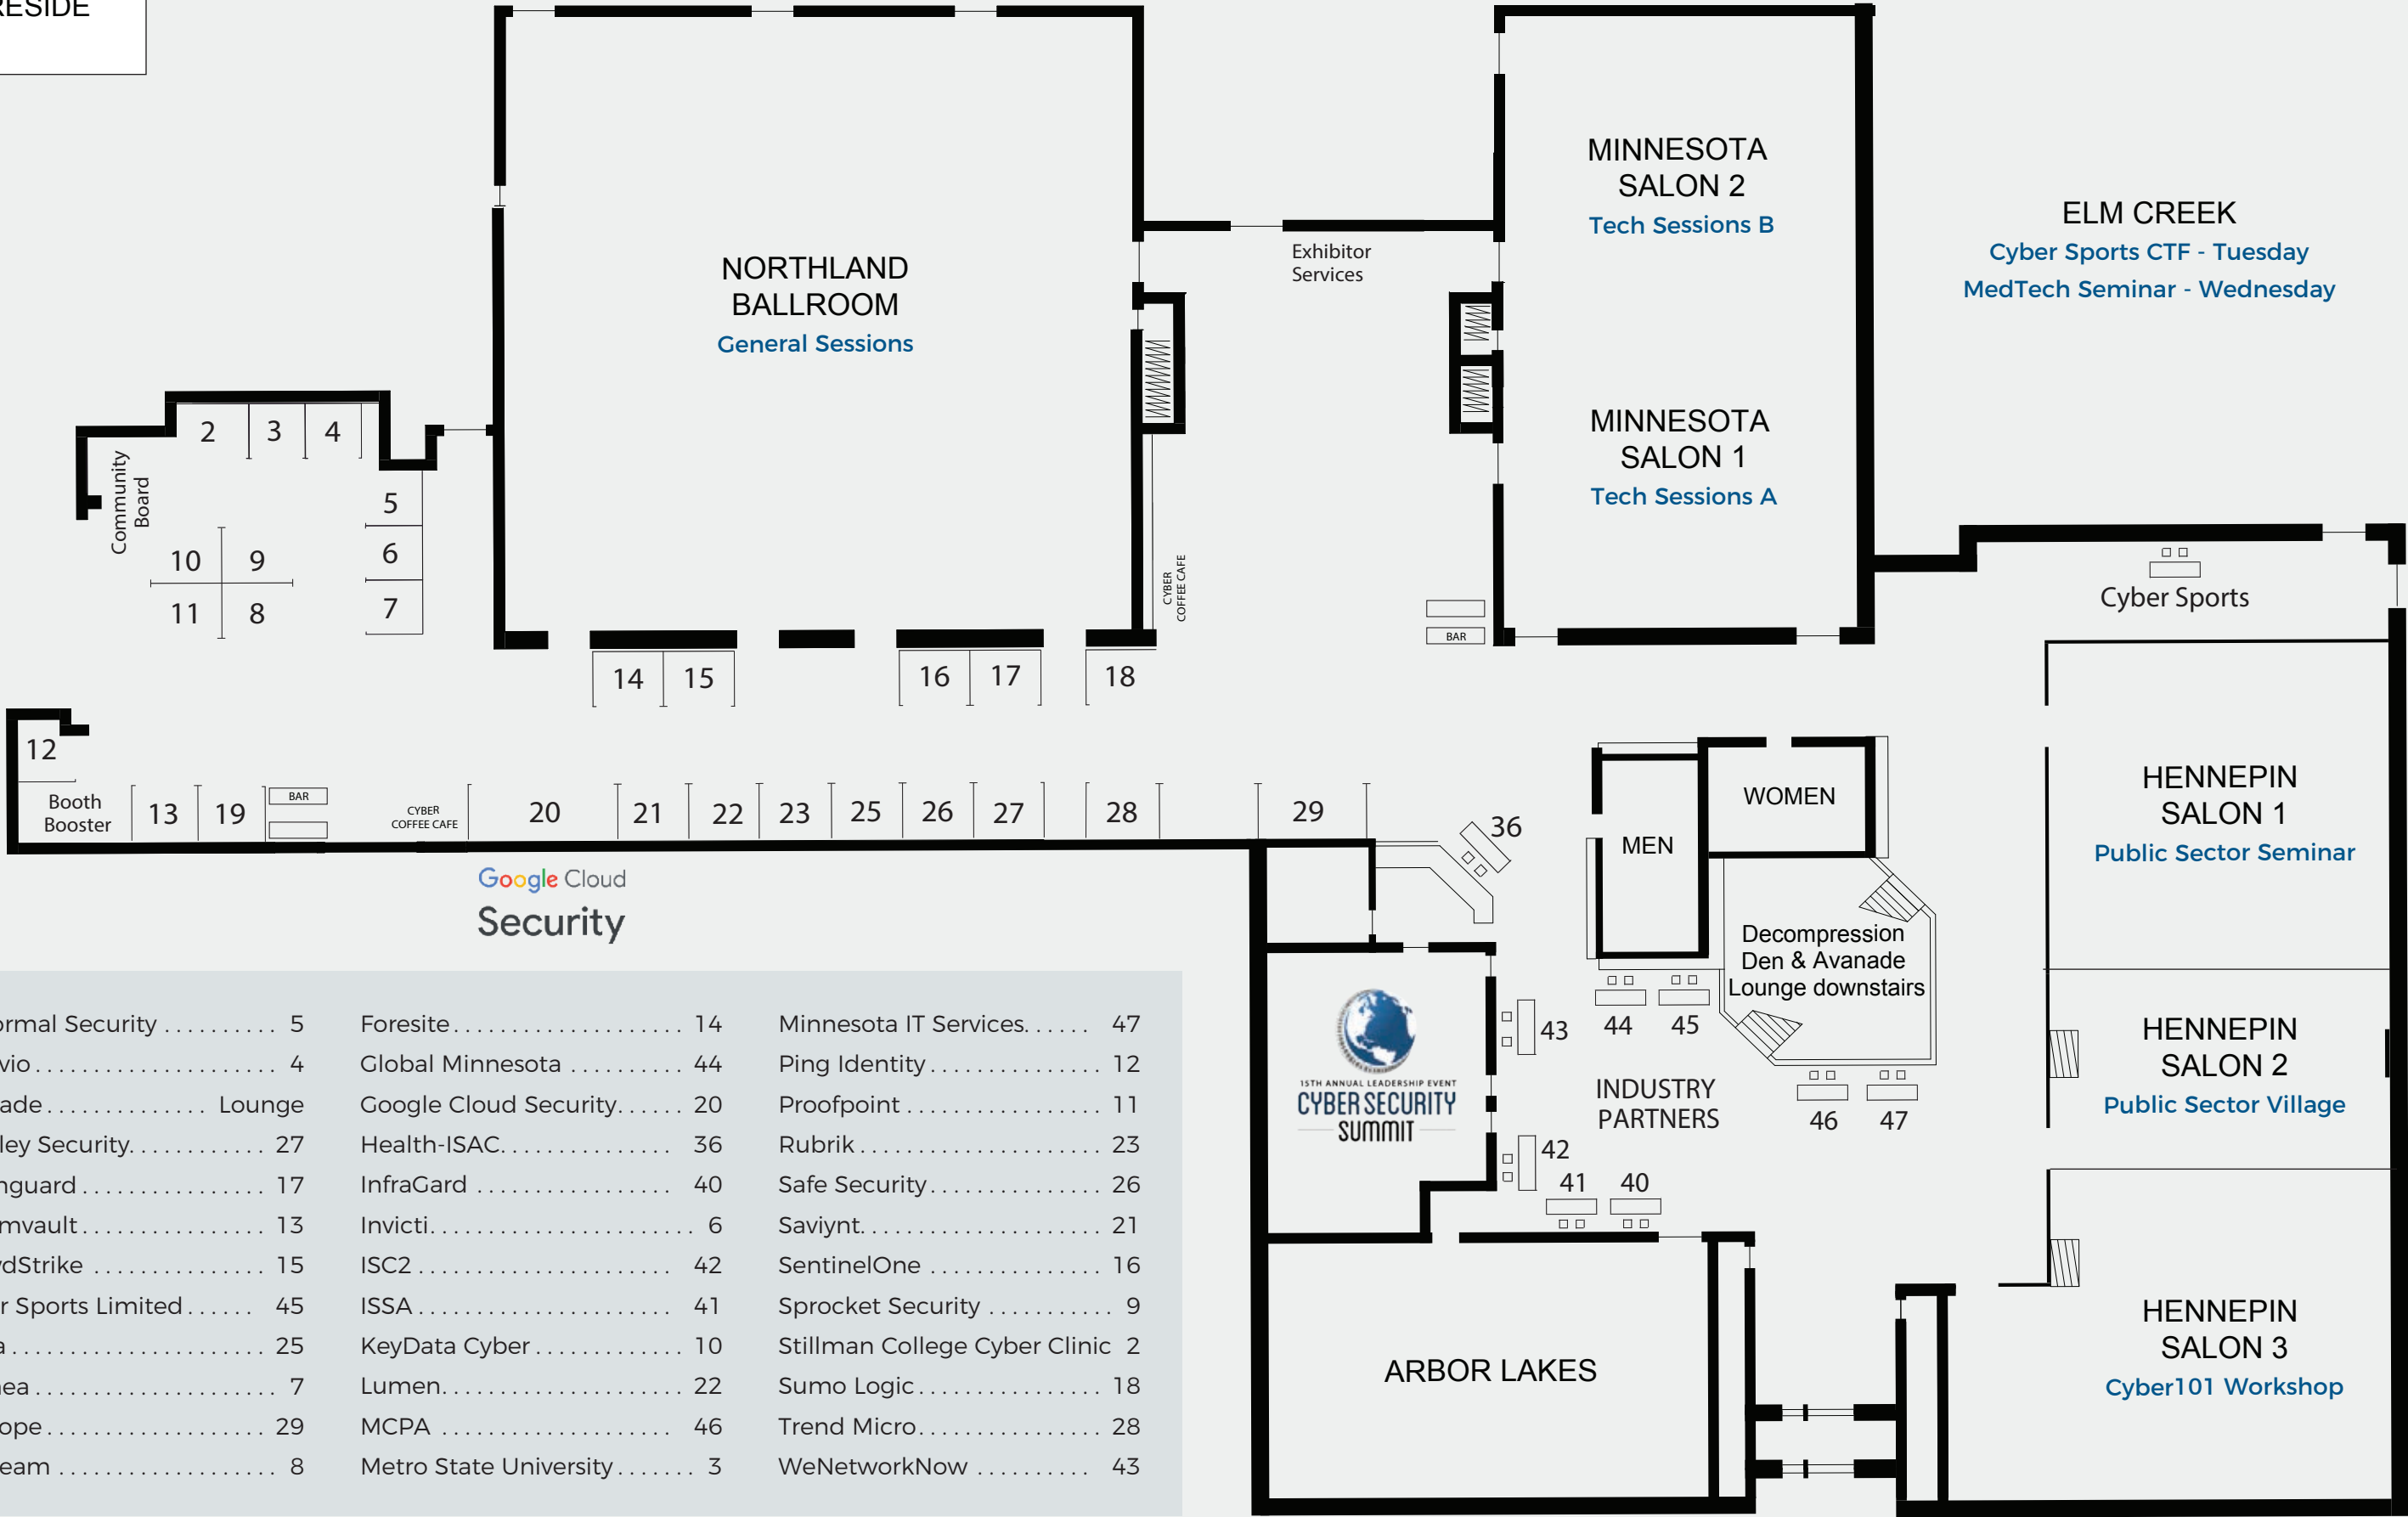 RESIDE
NORTHLAND
BALLROOM
General Sessions
Exhibitor
Services
MINNESOTA
SALON 2
Tech Sessions B
MINNESOTA
SALON 1
Tech Sessions A
ELM CREEK
Cyber Sports CTF - Tuesday
MedTech Seminar - Wednesday
Community
Board
2
3
4
5
6
7
10
9
11
8
CYBER
COFFEE CAFE
BAR
Cyber Sports
14
15
16
17
18
12
Booth
Booster
13
19
BAR
CYBER
COFFEE CAFE
20
21
22
23
25
26
27
28
29
36
MEN
WOMEN
Decompression
Den & Avanade
Lounge downstairs
HENNEPIN
SALON 1
Public Sector Seminar
HENNEPIN
SALON 2
Public Sector Village
HENNEPIN
SALON 3
Cyber101 Workshop
Google Cloud
Security
15TH ANNUAL LEADERSHIP EVENT
CYBER SECURITY
SUMMIT
43
44
45
INDUSTRY
PARTNERS
46
47
42
41
40
ARBOR LAKES
ormal Security .......... 5
vio ..................... 4
ade .............. Lounge
ley Security. ........... 27
nguard ................ 17
mvault ................ 13
dStrike ............... 15
r Sports Limited ...... 45
a ...................... 25
ea ..................... 7
ope ................... 29
eam ................... 8
Foresite .................... 14
Global Minnesota .......... 44
Google Cloud Security. ..... 20
Health-ISAC. ............... 36
InfraGard ................. 40
Invicti. ....................... 6
ISC2 ...................... 42
ISSA ...................... 41
KeyData Cyber ............. 10
Lumen. .................... 22
MCPA .................. 46
Metro State University ....... 3
Minnesota IT Services. ..... 47
Ping Identity ............... 12
Proofpoint ................. 11
Rubrik ..................... 23
Safe Security ............... 26
Saviynt. .................... 21
SentinelOne ............... 16
Sprocket Security ........... 9
Stillman College Cyber Clinic 2
Sumo Logic ................ 18
Trend Micro ................ 28
WeNetworkNow .......... 43